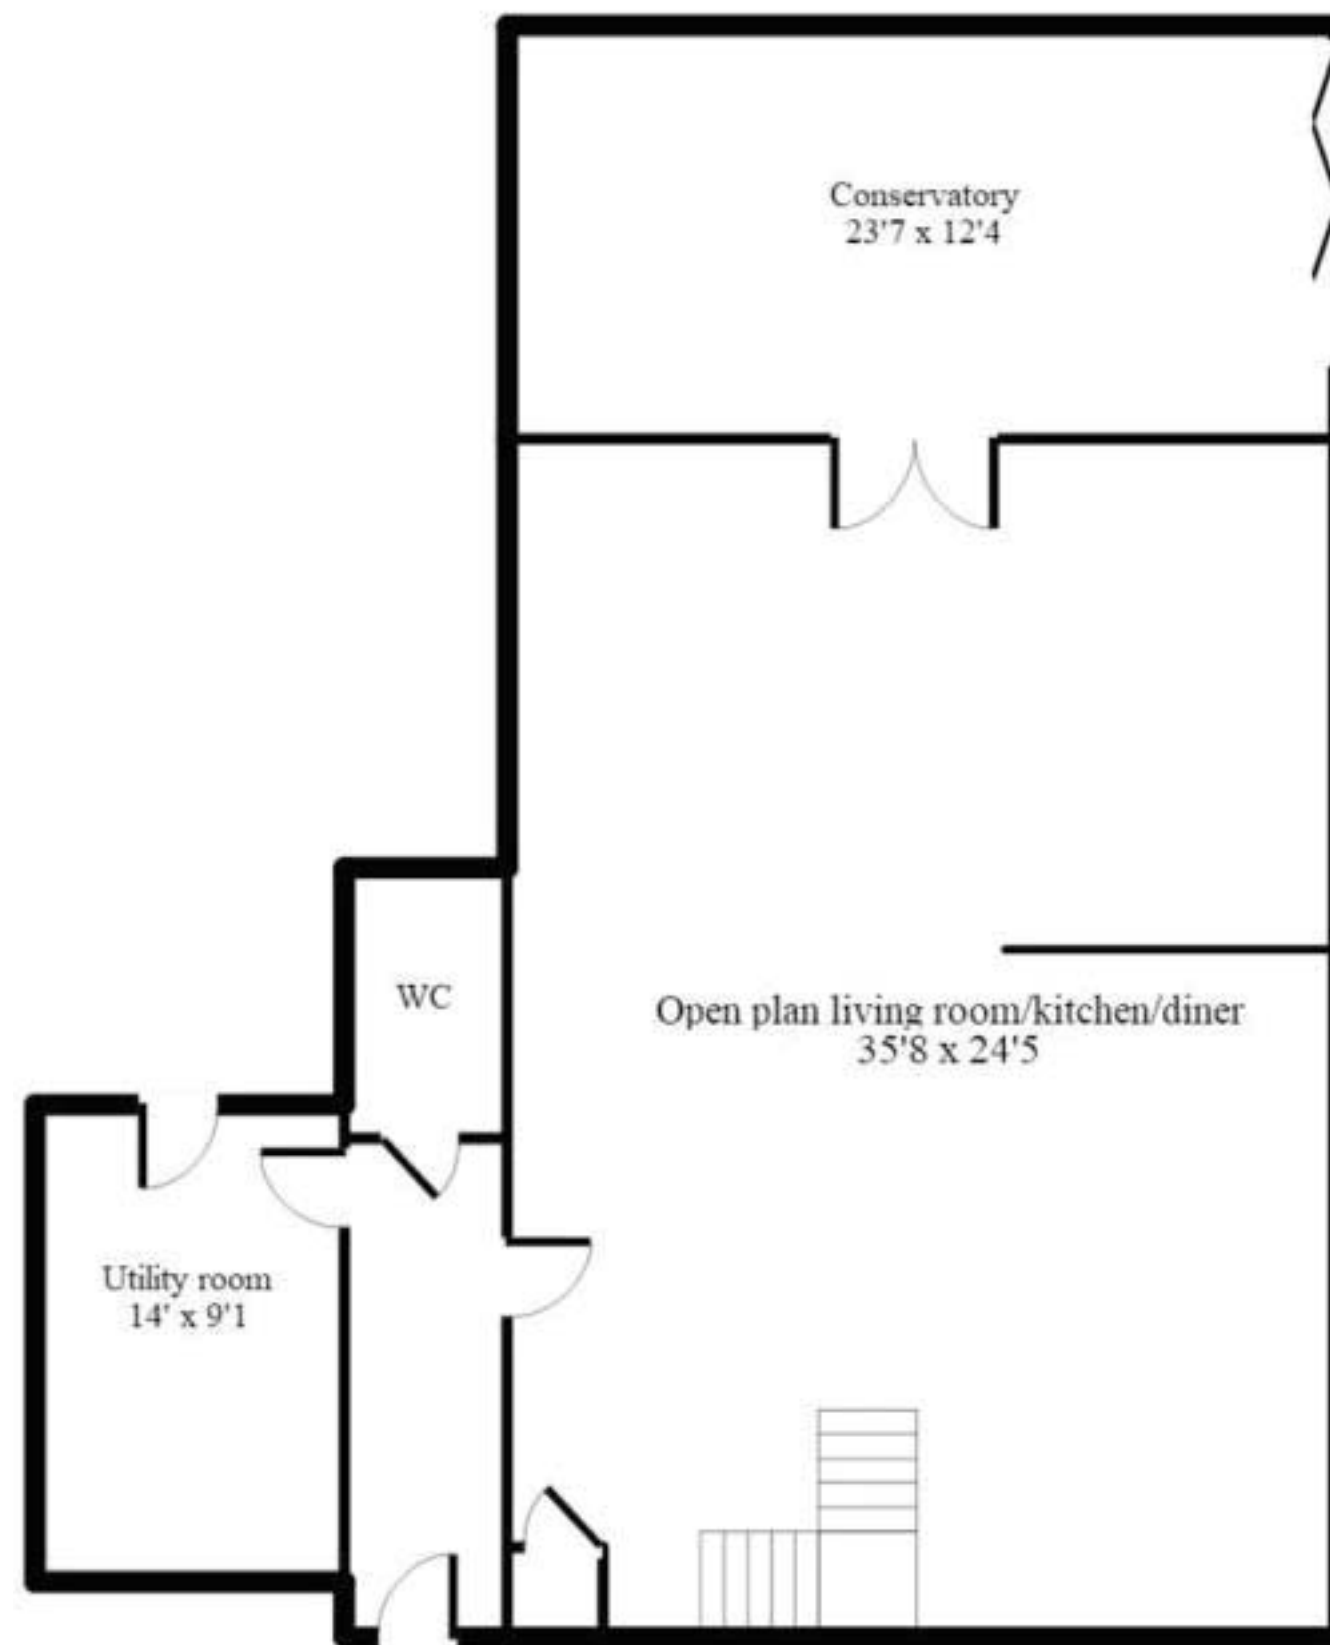 Conservatory
23'7 x 12'4
WC
Open plan living room/kitchen/diner
35'8 x 24'5
Utility room
14' x 9'1